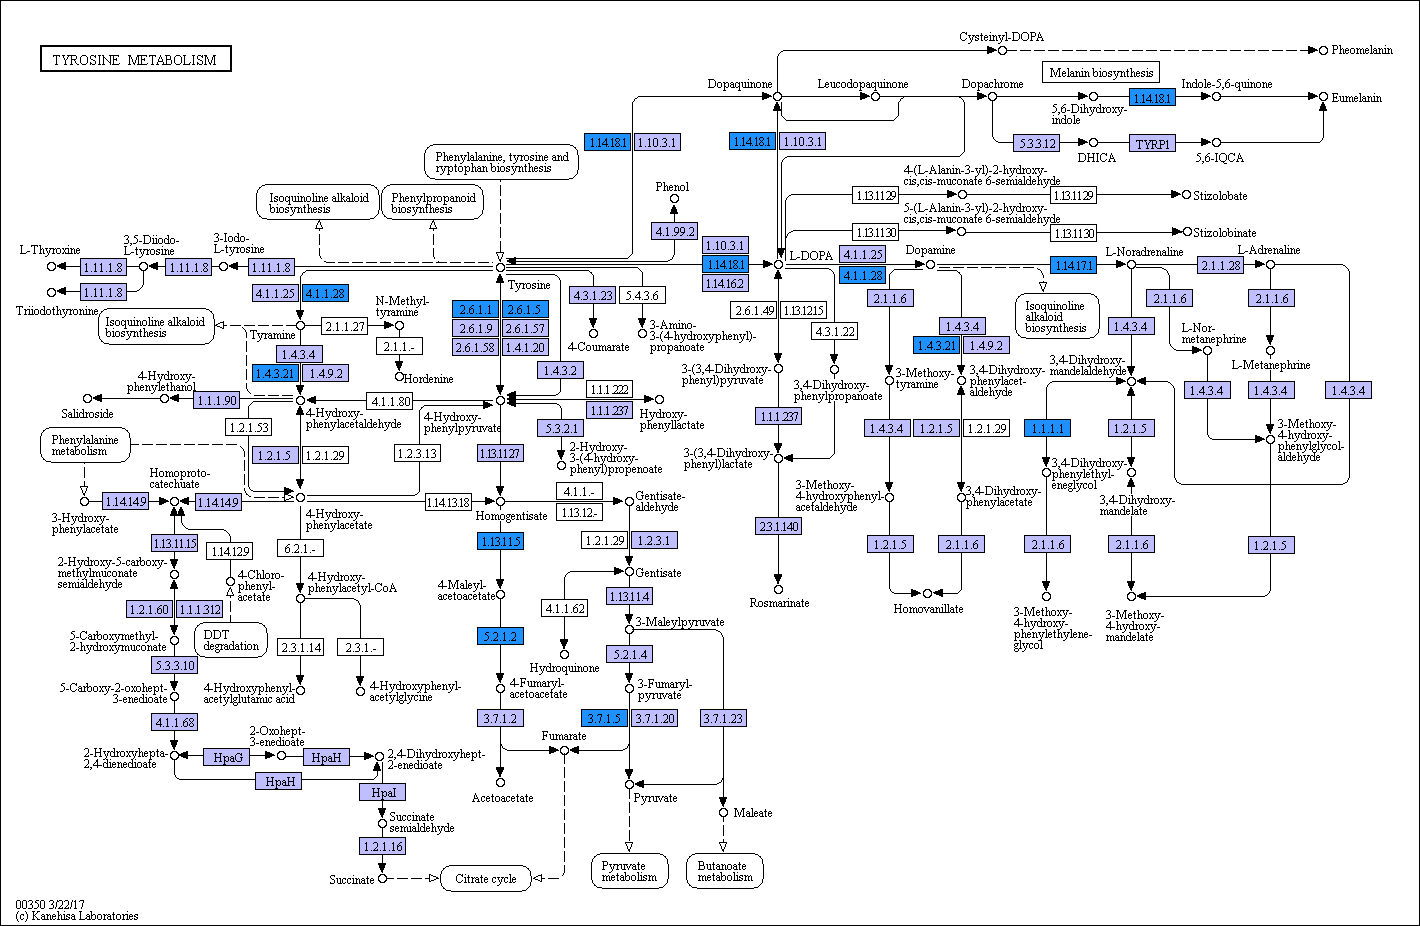 TYROSINE METABOLISM
Cysteinyl-DOPA
Pheomelanin
Melanin biosynthesis
Dopaquinone
Leucodopaquinone
Dopachrome
Indole-5,6-quinone
1.14.18.1
Eumelanin
5,6-Dihydroxy-
indole
1.14.18.1
1.10.3.1
1.14.18.1
1.10.3.1
5.3.3.12
TYRP1
DHICA
5,6-IQCA
Phenylalanine, tyrosine and
ryptophan biosynthesis
4-(L-Alanin-3-yl)-2-hydroxy-
cis,cis-muconate 6-semialdehyde
Isoquinoline alkaloid
biosynthesis
Phenylpropanoid
biosynthesis
Phenol
1.13.11.29
1.13.11.29
Stizolobate
5-(L-Alanin-3-yl)-2-hydroxy-
cis,cis-muconate 6-semialdehyde
4.1.99.2
1.13.11.30
1.13.11.30
Stizolobinate
L-Thyroxine
3,5-Diiodo-
L-tyrosine
3-Iodo-
L-tyrosine
1.10.3.1
L-DOPA
4.1.1.25
Dopamine
L-Noradrenaline
L-Adrenaline
1.11.1.8
1.11.1.8
1.11.1.8
1.14.18.1
4.1.1.28
1.14.17.1
2.1.1.28
1.14.16.2
Tyrosine
1.11.1.8
Triiodothyronine
4.1.1.25
4.1.1.28
N-Methyl-
tyramine
4.3.1.23
5.4.3.6
2.6.1.49
1.13.12.15
2.1.1.6
Isoquinoline
alkaloid
biosynthesis
2.1.1.6
2.1.1.6
Isoquinoline alkaloid
biosynthesis
Tyramine
2.1.1.27
2.6.1.1
2.6.1.5
2.6.1.9
2.6.1.57
2.6.1.58
1.4.1.20
4-Coumarate
3-Amino-
3-(4-hydroxyphenyl)-
propanoate
4.3.1.22
1.4.3.4
1.4.3.4
L-Nor-
metanephrine
2.1.1.-
Hordenine
1.4.3.4
1.4.3.21
1.4.9.2
1.4.3.2
1.4.3.21
1.4.9.2
L-Metanephrine
3-(3,4-Dihydroxy-
phenyl)pyruvate
3,4-Dihydroxy-
phenylpropanoate
3-Methoxy-
tyramine
3,4-Dihydroxy-
phenylacet-
aldehyde
3,4-Dihydroxy-
mandelaldehyde
1.4.3.4
1.4.3.4
1.4.3.4
4-Hydroxy-
phenylethanol
Salidroside
1.1.1.90
4-Hydroxy-
phenylacetaldehyde
4.1.1.80
4-Hydroxy-
phenylpyruvate
1.1.1.222
1.1.1.237
Hydroxy-
phenyllactate
1.1.1.237
1.2.1.53
5.3.2.1
1.4.3.4
1.2.1.5
1.2.1.29
1.1.1.1
1.2.1.5
3-Methoxy-
4-hydroxy-
phenylglycol-
aldehyde
Phenylalanine
metabolism
1.2.1.5
1.2.1.29
1.2.3.13
1.13.11.27
2-Hydroxy-
3-(4-hydroxy-
phenyl)propenoate
3-(3,4-Dihydroxy-
phenyl)lactate
3,4-Dihydroxy-
phenylethyl-
eneglycol
3,4-Dihydroxy-
mandelate
Homoproto-
catechuate
1.14.14.9
1.14.14.9
1.14.13.18
4.1.1.-
1.13.12.-
Gentisate-
aldehyde
3-Methoxy-
4-hydroxyphenyl-
acetaldehyde
3,4-Dihydroxy-
phenylacetate
3-Hydroxy-
phenylacetate
4-Hydroxy-
phenylacetate
Homogentisate
2.3.1.140
1.13.11.15
1.14.12.9
6.2.1.-
1.13.11.5
1.2.1.29
1.2.3.1
1.2.1.5
2.1.1.6
2.1.1.6
2.1.1.6
1.2.1.5
2-Hydroxy-5-carboxy-
methylmuconate
semialdehyde
4-Chloro-
phenyl-
acetate
4-Hydroxy-
phenylacetyl-CoA
4-Maleyl-
acetoacetate
Gentisate
Rosmarinate
Homovanillate
3-Methoxy-
4-hydroxy-
phenylethylene-
glycol
3-Methoxy-
4-hydroxy-
mandelate
1.2.1.60
1.1.1.312
4.1.1.62
1.13.11.4
DDT
degradation
5-Carboxymethyl-
2-hydroxymuconate
2.3.1.14
2.3.1.-
5.2.1.2
3-Maleylpyruvate
5.3.3.10
Hydroquinone
5.2.1.4
5-Carboxy-2-oxohept-
3-enedioate
4-Hydroxyphenyl-
acetylglutamic acid
4-Hydroxyphenyl-
acetylglycine
4-Fumaryl-
acetoacetate
3-Fumaryl-
pyruvate
4.1.1.68
3.7.1.2
3.7.1.5
3.7.1.20
3.7.1.23
2-Oxohept-
3-enedioate
Fumarate
2-Hydroxyhepta-
2,4-dienedioate
HpaG
HpaH
2,4-Dihydroxyhept-
2-enedioate
HpaH
HpaI
Acetoacetate
Pyruvate
Maleate
Succinate
semialdehyde
1.2.1.16
Succinate
Citrate cycle
Pyruvate
metabolism
Butanoate
metabolism
00350 3/22/17
(c) Kanehisa Laboratories